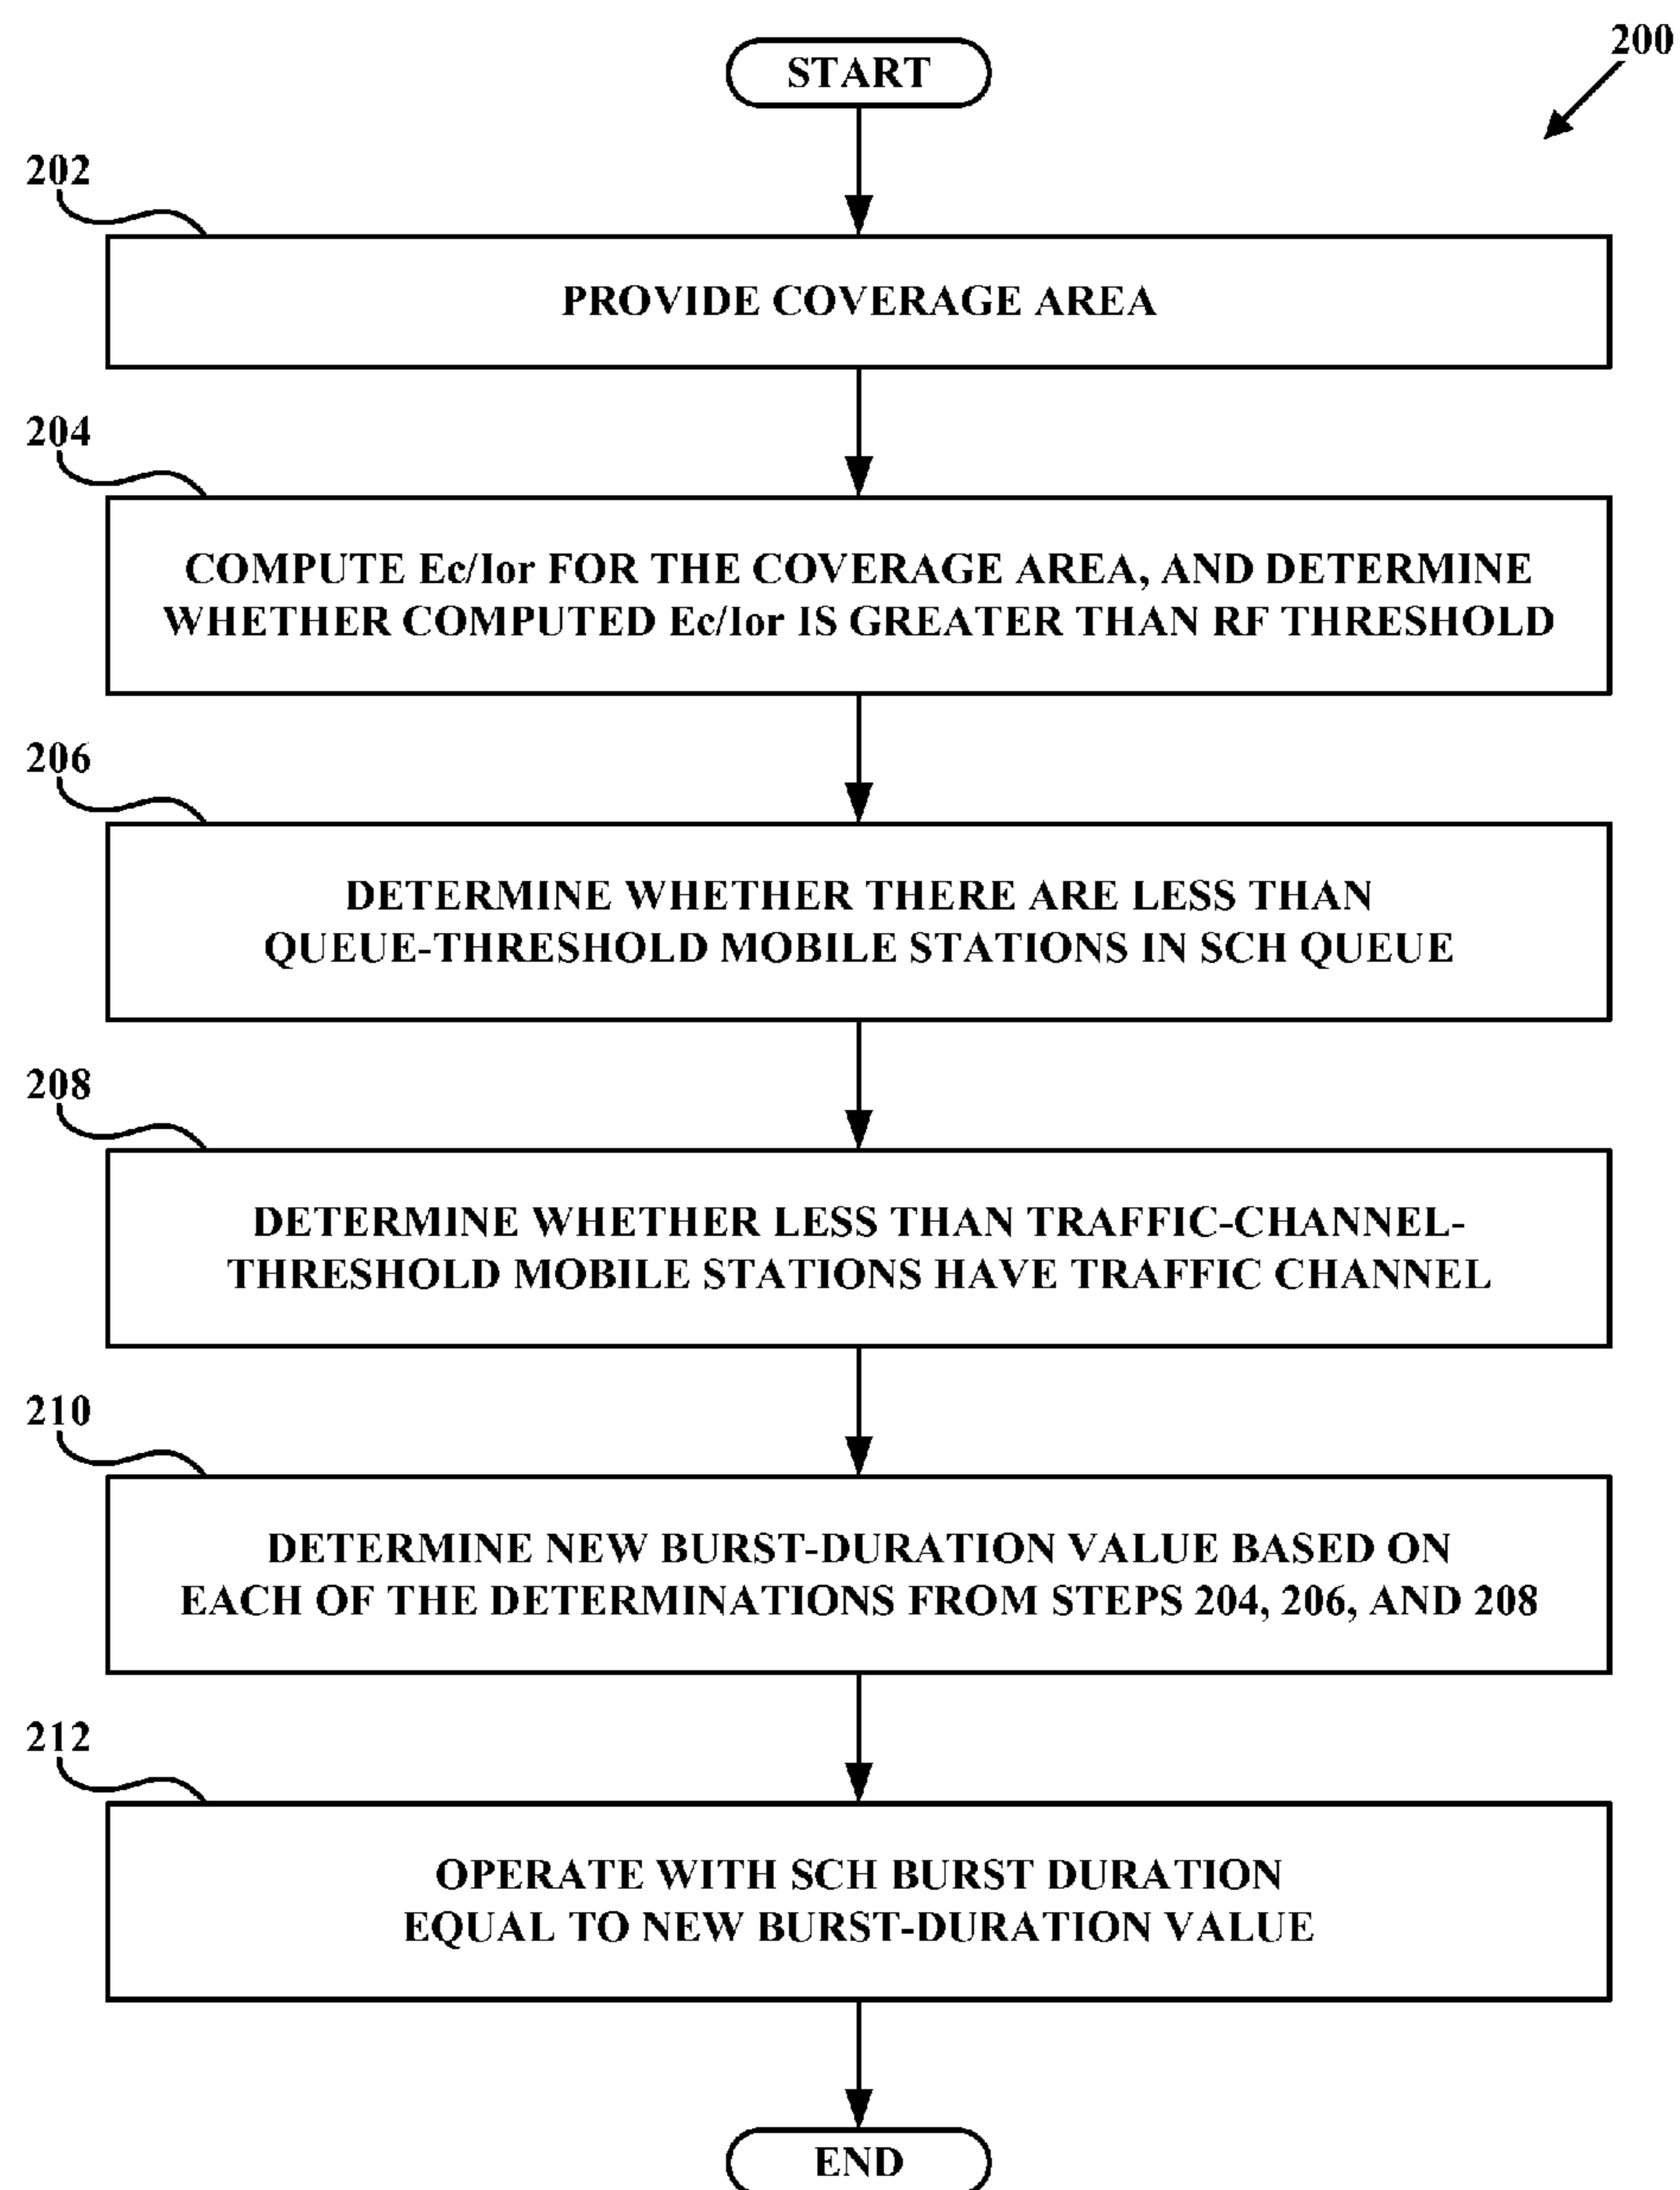 200
START
202
PROVIDE COVERAGE AREA
204
COMPUTE Ec/Ior FOR THE COVERAGE AREA, AND DETERMINE
WHETHER COMPUTED Ec/Ior IS GREATER THAN RF THRESHOLD
206
DETERMINE WHETHER THERE ARE LESS THAN
QUEUE-THRESHOLD MOBILE STATIONS IN SCH QUEUE
208
DETERMINE WHETHER LESS THAN TRAFFIC-CHANNEL-
THRESHOLD MOBILE STATIONS HAVE TRAFFIC CHANNEL
210
DETERMINE NEW BURST-DURATION VALUE BASED ON
EACH OF THE DETERMINATIONS FROM STEPS 204, 206, AND 208
212
OPERATE WITH SCH BURST DURATION
EQUAL TO NEW BURST-DURATION VALUE
END